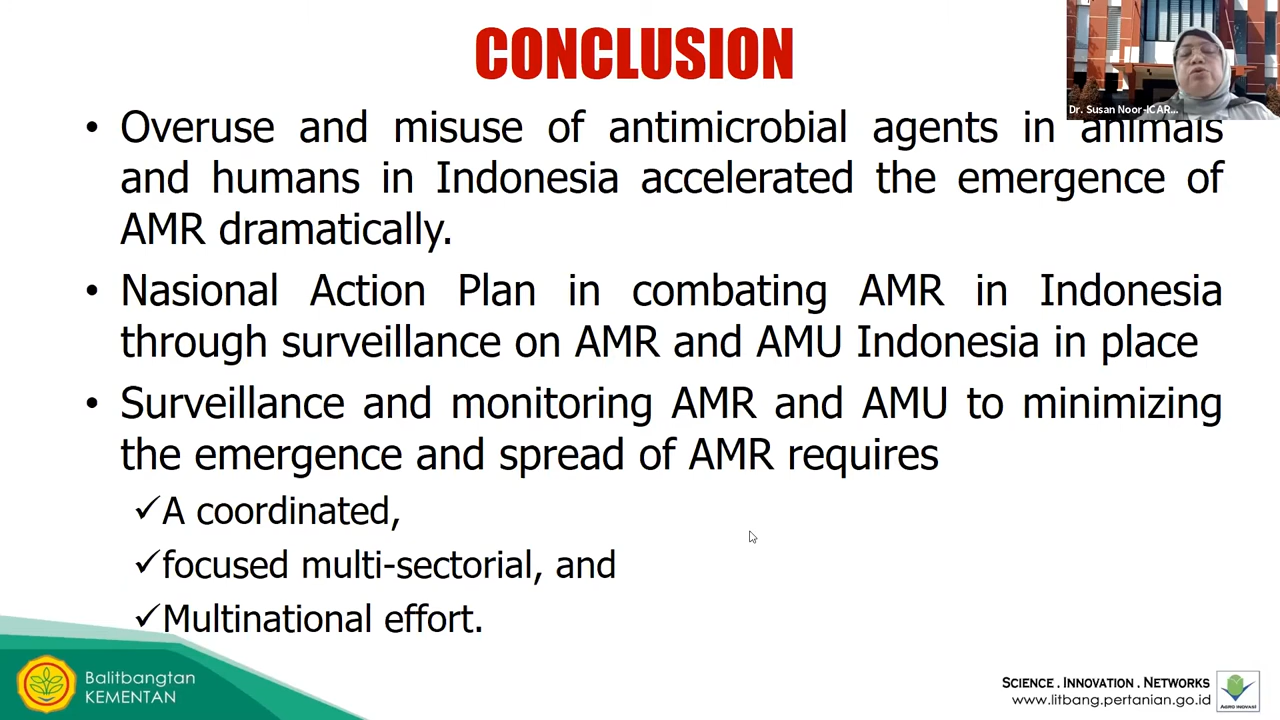 CONCLUSION
Dr. Susan Noor-ICAR...
• Overuse and misuse of antimicrobial agents in animals
and humans in Indonesia accelerated the emergence of
AMR dramatically.
• Nasional Action Plan in combating AMR in Indonesia
through surveillance on AMR and AMU Indonesia in place
• Surveillance and monitoring AMR and AMU to minimizing
the emergence and spread of AMR requires
✓A coordinated,
✓focused multi-sectorial, and
✓Multinational effort.
Balitbangtan
KEMENTAN
SCIENCE . INNOVATION . NETWORKS
www.litbang.pertanian.go.id
AGRO INOVASI